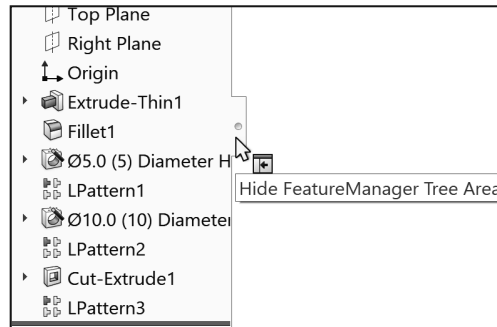 Top Plane
Right Plane
Origin
Extrude-Thin1
Fillet1
Ø5.0 (5) Diameter H
LPattern1
Hide FeatureManager Tree Area
Ø10.0 (10) Diameter
LPattern2
Cut-Extrude1
LPattern3